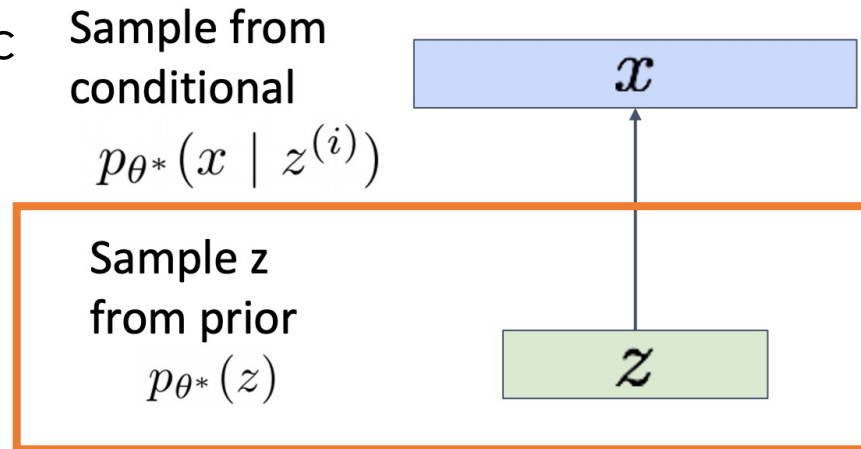 c
Sample from
conditional
p_{θ*}(x | z^{(i)})
x
Sample z
from prior
p_{θ*}(z)
z